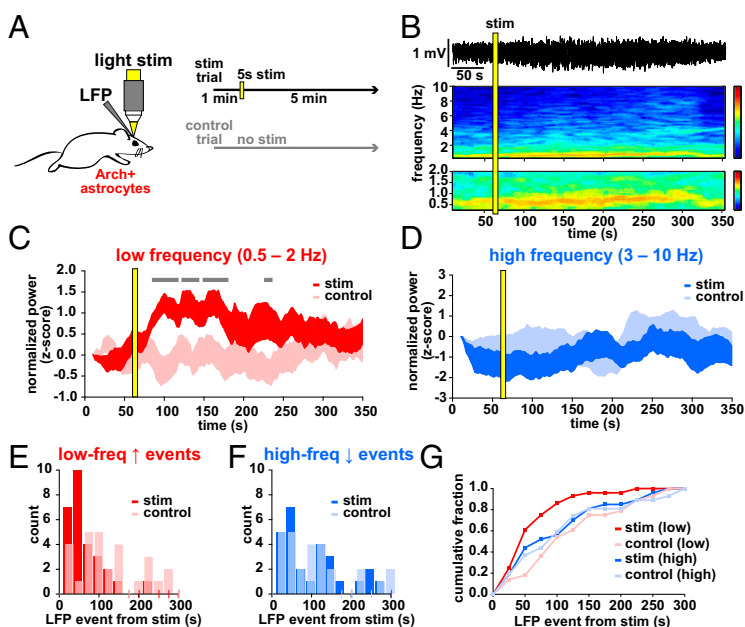 A
light stim
LFP
Arch+
astrocytes
stim
trial
5s stim
1 min
5 min
control
trial
no stim
B
stim
1 mV
50 s
frequency (Hz)
10
8
6
4
2
2.0
1.5
1.0
0.5
50 100 150 200 250 300 350
time (s)
C
low frequency (0.5 – 2 Hz)
normalized power
(z-score)
2.0
1.5
1.0
0.5
0.0
-0.5
-1.0
stim
control
0 50 100 150 200 250 300 350
time (s)
D
high frequency (3 – 10 Hz)
normalized power
(z-score)
3
2
1
0
-1
-2
-3
stim
control
0 50 100 150 200 250 300 350
time (s)
E
low-freq ↑ events
count
10
8
6
4
2
0
stim
control
0 100 200 300
LFP event from stim (s)
F
high-freq ↓ events
count
10
8
6
4
2
0
stim
control
0 100 200 300
LFP event from stim (s)
G
cumulative fraction
1.0
0.8
0.6
0.4
0.2
0
stim (low)
control (low)
stim (high)
control (high)
0 50 100 150 200 250 300
LFP event from stim (s)